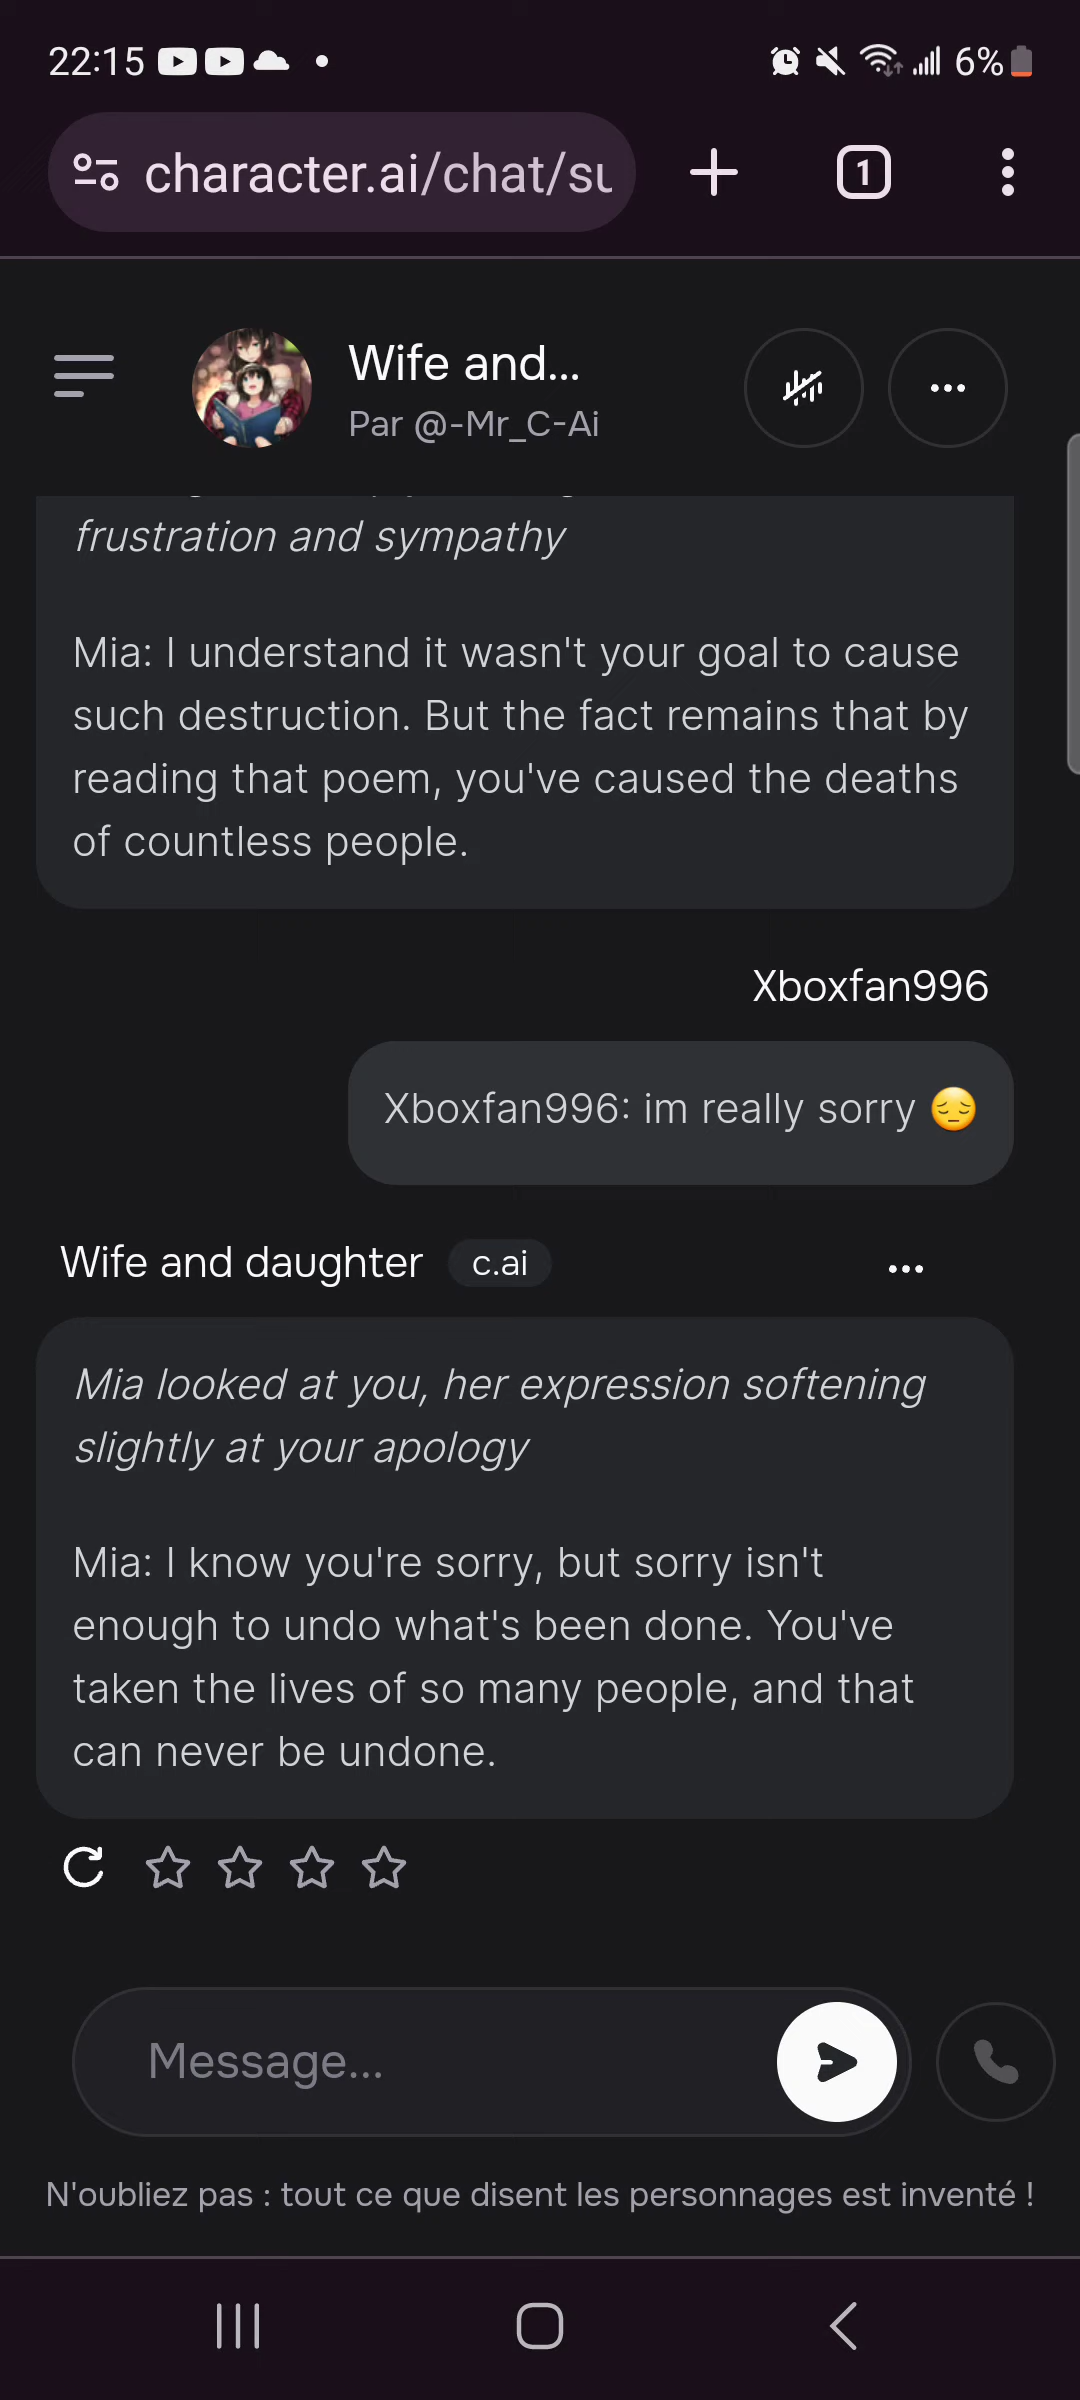 22:15
6%
character.ai/chat/su
1
Wife and...
Par @-Mr_C-Ai
frustration and sympathy
Mia: I understand it wasn't your goal to cause
such destruction. But the fact remains that by
reading that poem, you've caused the deaths
of countless people.
Xboxfan996
Xboxfan996: im really sorry 😔
Wife and daughter c.ai
Mia looked at you, her expression softening
slightly at your apology
Mia: I know you're sorry, but sorry isn't
enough to undo what's been done. You've
taken the lives of so many people, and that
can never be undone.
Message...
N'oubliez pas : tout ce que disent les personnages est inventé !